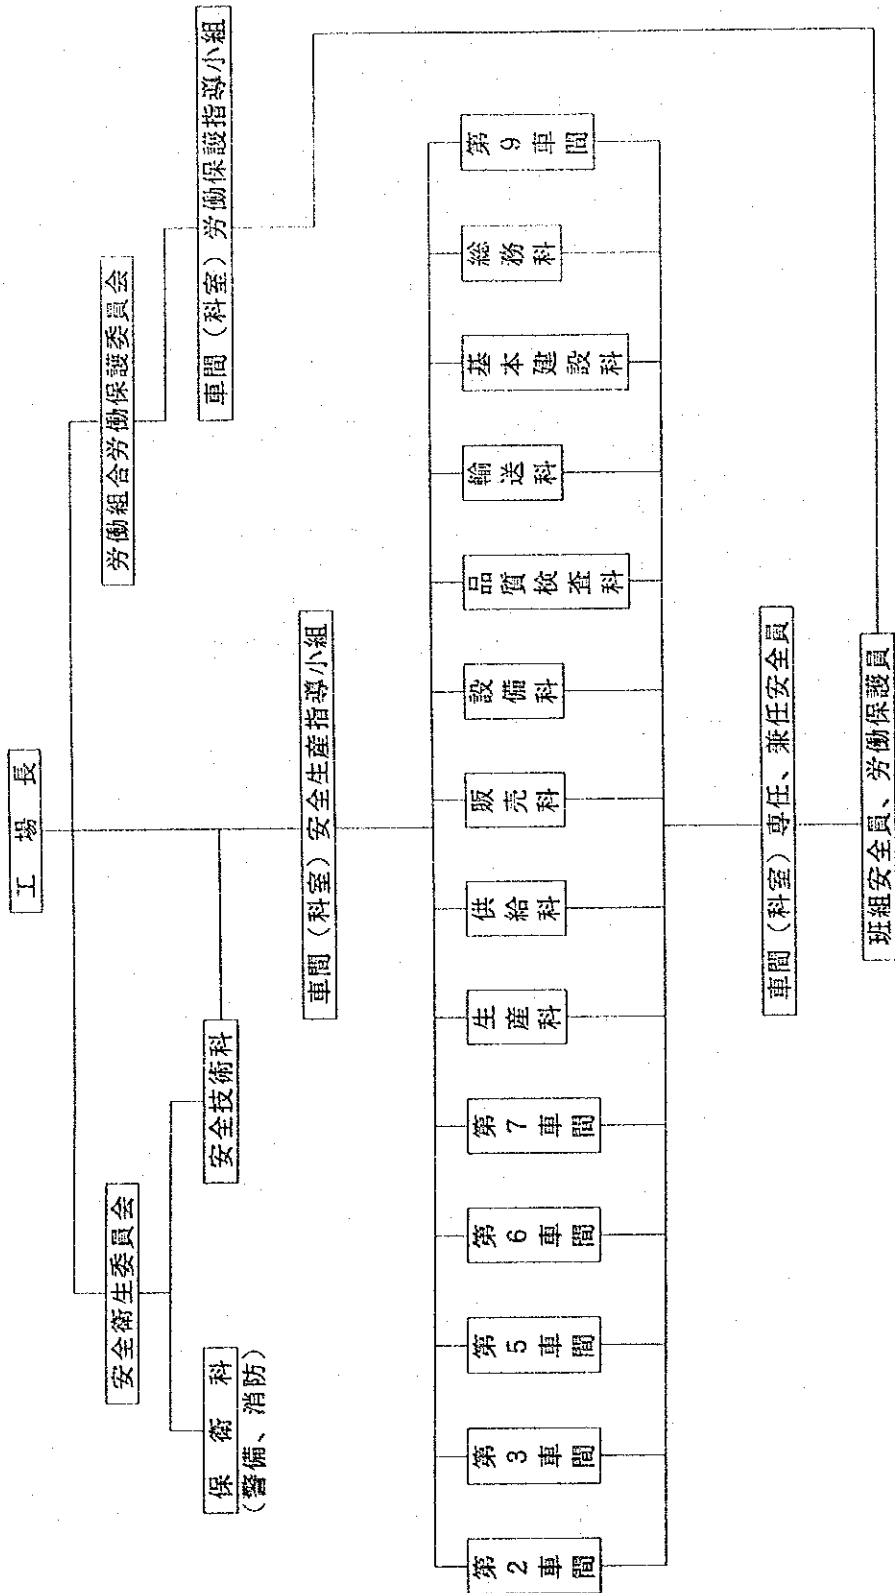 工場長
安全衛生委員会
労働組合労働保護委員会
保衛科
(警備、消防)
安全技術科
車間(科室)労働保護指導小組
車間(科室)安全生産指導小組
第2車間
第3車間
第5車間
第6車間
第7車間
生産科
供給科
販売科
設備科
品質検査科
輸送科
基本建設科
総務科
第9車間
車間(科室)専任、兼任安全員
班組安全員、労働保護員